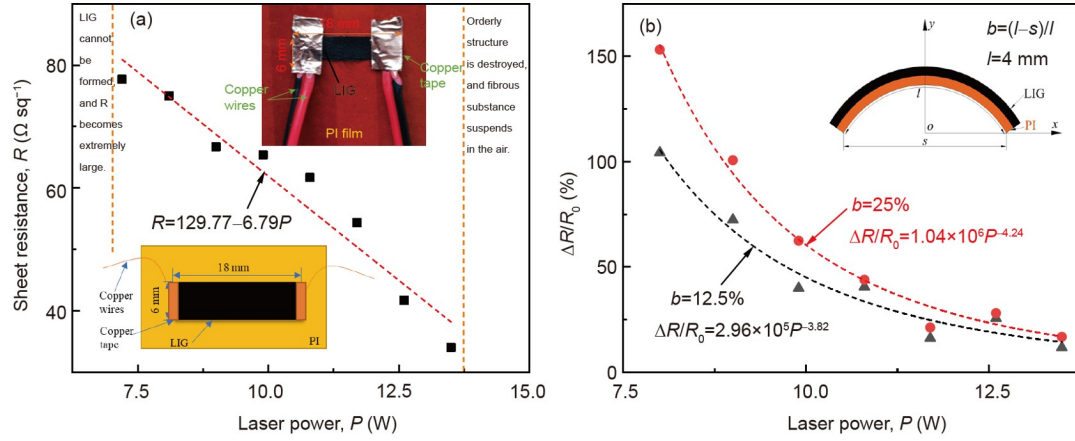 (a)
LIG
cannot
be
formed,
and R
becomes
extremely
large.
18 mm
6 mm
Copper
wires
LIG
Copper
tape
PI film
Orderly
structure
is destroyed,
and fibrous
substance
suspends
in the air.
R=129.77–6.79P
18 mm
6 mm
Copper
wires
Copper
tape
LIG
PI
Sheet resistance, R (Ω sq⁻¹)
80
60
40
7.5
10.0
12.5
15.0
Laser power, P (W)
(b)
b=(l–s)/l
l=4 mm
y
LIG
PI
l
o
x
s
b=25%
ΔR/R₀=1.04×10⁶P⁻⁴·²⁴
b=12.5%
ΔR/R₀=2.96×10⁵P⁻³·⁸²
ΔR/R₀ (%)
150
100
50
0
7.5
10.0
12.5
Laser power, P (W)